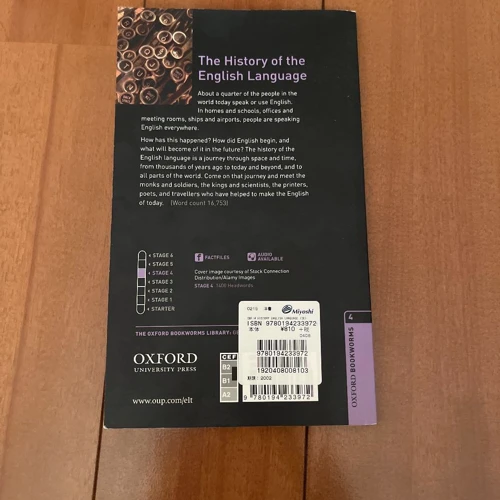 The History of the
English Language
About a quarter of the people in the
world today speak or use English.
In homes and schools, offices and
meeting rooms, ships and airports, people are speaking
English everywhere.
How has this happened? How did English begin, and
what will become of it in the future? The history of the
English language is a journey through space and time,
from thousands of years ago to today and beyond, and to
all parts of the world. Come on that journey and meet the
monks and soldiers, the kings and scientists, the printers,
poets, and travellers who have helped to make the English
of today. (Word count 16,753)
< STAGE 6
< STAGE 5
< STAGE 4
< STAGE 3
< STAGE 2
< STAGE 1
< STARTER
FACTFILES
AUDIO
AVAILABLE
Cover image courtesy of Stock Connection
Distribution/Alamy Images
STAGE 4 1400 Headwords
THE OXFORD BOOKWORMS LIBRARY:
OXFORD
UNIVERSITY PRESS
www.oup.com/elt
CEF
B2
B1
A2
Miyoshi
ISBN 9780194233972
本体 ¥810 +税
9780194233972
1920408008103
9 780194 233972
4
OXFORD BOOKWORMS